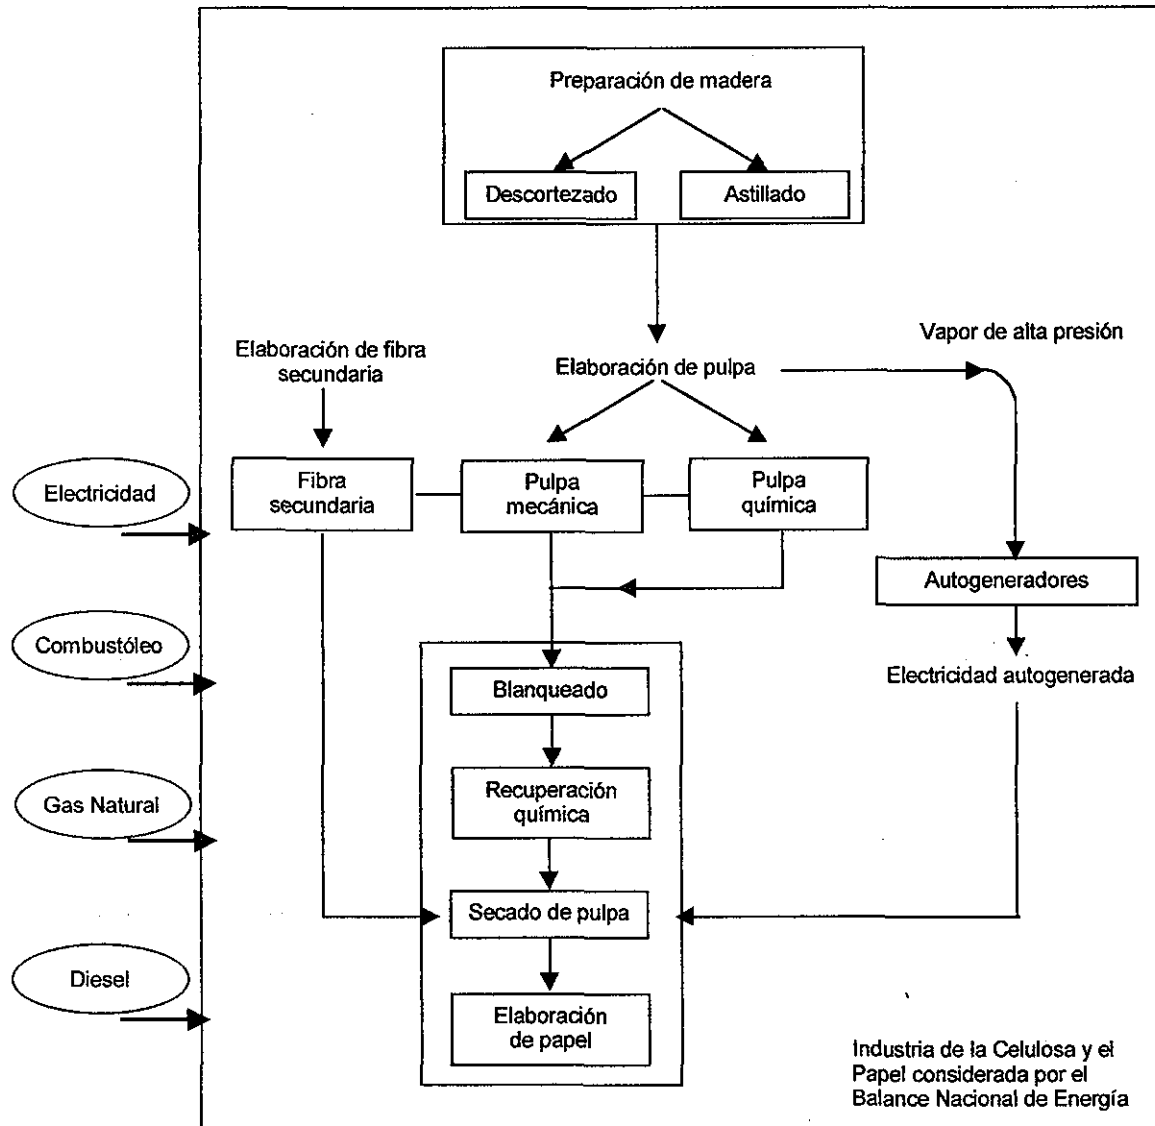 Preparación de madera
Descortezado
Astillado
Vapor de alta presión
Elaboración de fibra
secundaria
Elaboración de pulpa
Electricidad
Fibra
secundaria
Pulpa
mecánica
Pulpa
química
Autogeneradores
Combustóleo
Electricidad autogenerada
Blanqueado
Gas Natural
Recuperación
química
Secado de pulpa
Diesel
Elaboración
de papel
Industria de la Celulosa y el
Papel considerada por el
Balance Nacional de Energía